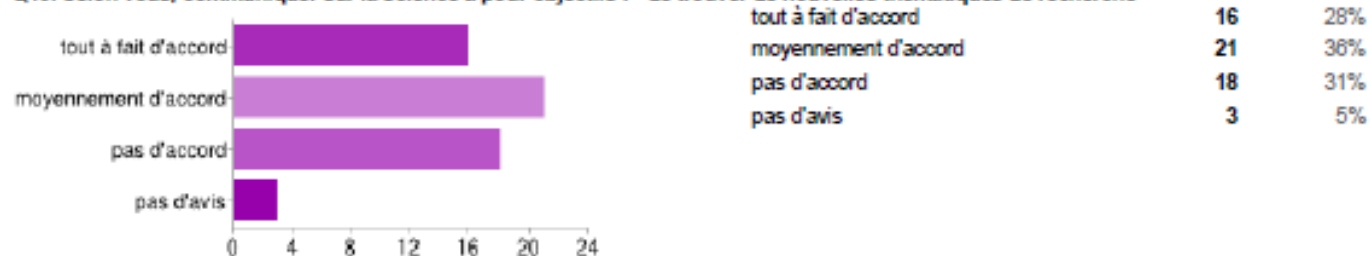 tout à fait d'accord 16 28%
moyennement d'accord 21 36%
pas d'accord 18 31%
pas d'avis 3 5%
tout à fait d'accord
moyennement d'accord
pas d'accord
pas d'avis
0 4 8 12 16 20 24